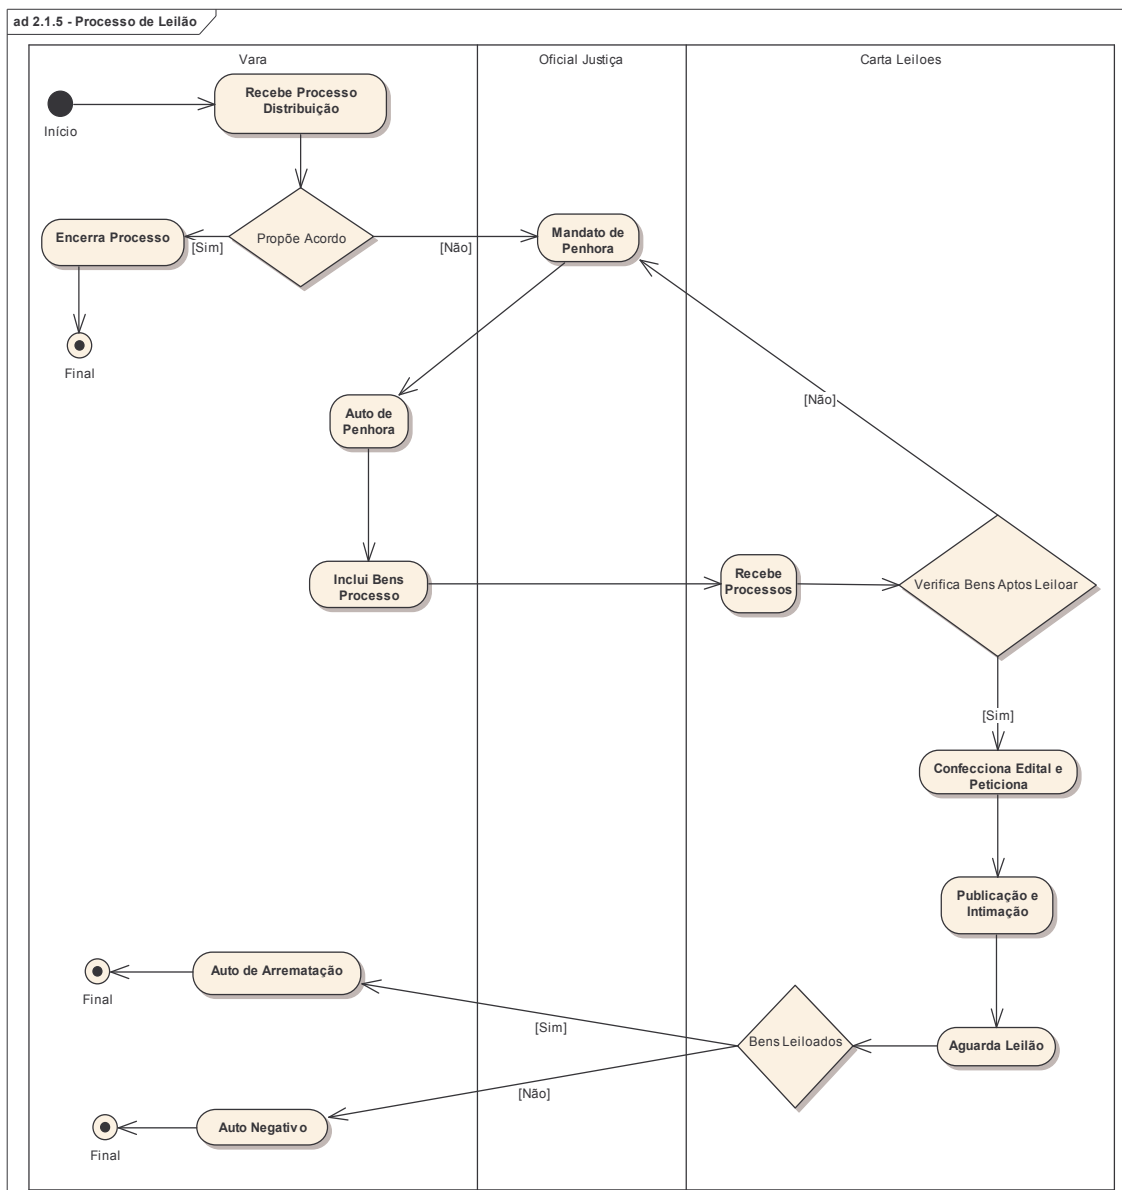 ad 2.1.5 - Processo de Leilão
Vara
Oficial Justiça
Carta Leiloes
Início
Recebe Processo
Distribuição
Encerra Processo
[Sim]
Propõe Acordo
[Não]
Mandato de
Penhora
Final
[Não]
Auto de
Penhora
Inclui Bens
Processo
Recebe
Processos
Verifica Bens Aptos Leiloar
[Sim]
Confecciona Edital e
Peticiona
Publicação e
Intimação
Final
Auto de Arrematação
[Sim]
Bens Leiloados
Aguarda Leilão
[Não]
Final
Auto Negativo